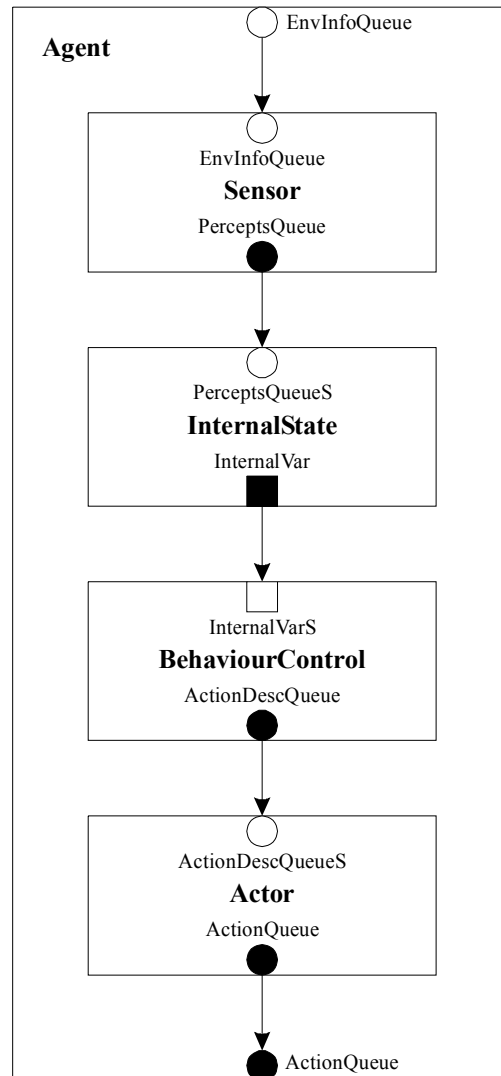 EnvInfoQueue
Agent
EnvInfoQueue
Sensor
PerceptsQueue
PerceptsQueueS
InternalState
InternalVar
InternalVarS
BehaviourControl
ActionDescQueue
ActionDescQueueS
Actor
ActionQueue
ActionQueue